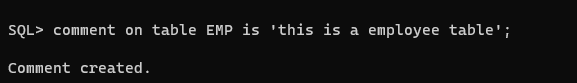 SQL> comment on table EMP is 'this is a employee table';
Comment created.